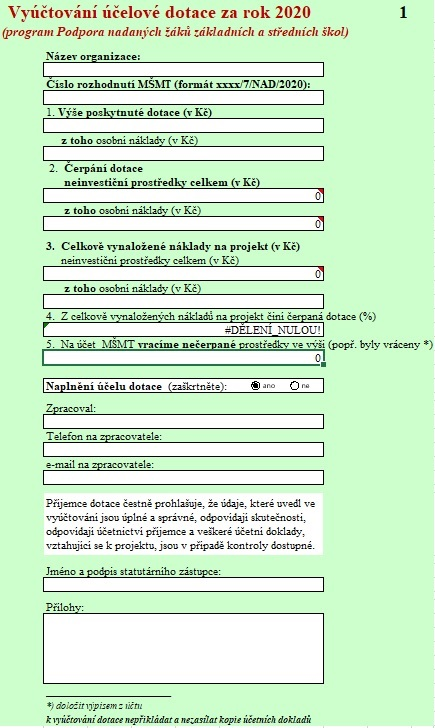 Vyúčtování účelové dotace za rok 2020 1
(program Podpora nadaných žáků základních a středních škol)
Název organizace:
Číslo rozhodnutí MŠMT (formát xxxx/7/NAD/2020):
1. Výše poskytnuté dotace (v Kč)
z toho osobní náklady (v Kč)
2. Čerpání dotace
neinvestiční prostředky celkem (v Kč)
0
z toho osobní náklady (v Kč)
0
3. Celkově vynaložené náklady na projekt (v Kč)
neinvestiční prostředky celkem (v Kč)
0
z toho osobní náklady (v Kč)
4. Z celkově vynaložených nákladů na projekt činí čerpaná dotace (%)
#DĚLENÍ_NULOU!
5. Na účet MŠMT vracíme nečerpané prostředky ve výši (popř. byly vráceny *)
0
Naplnění účelu dotace (zaškrtněte): ano ne
Zpracoval:
Telefon na zpracovatele:
e-mail na zpracovatele:
Příjemce dotace čestně prohlašuje, že údaje, které uvedl ve
vyúčtování jsou úplné a správné, odpovídají skutečnosti,
odpovídají účetnictví příjemce a veškeré účetní doklady,
vztahující se k projektu, jsou v případě kontroly dostupné.
Jméno a podpis statutárního zástupce:
Přílohy:
*) doložit výpisem z účtu
k vyúčtování dotace nepřikládat a nezasílat kopie účetních dokladů